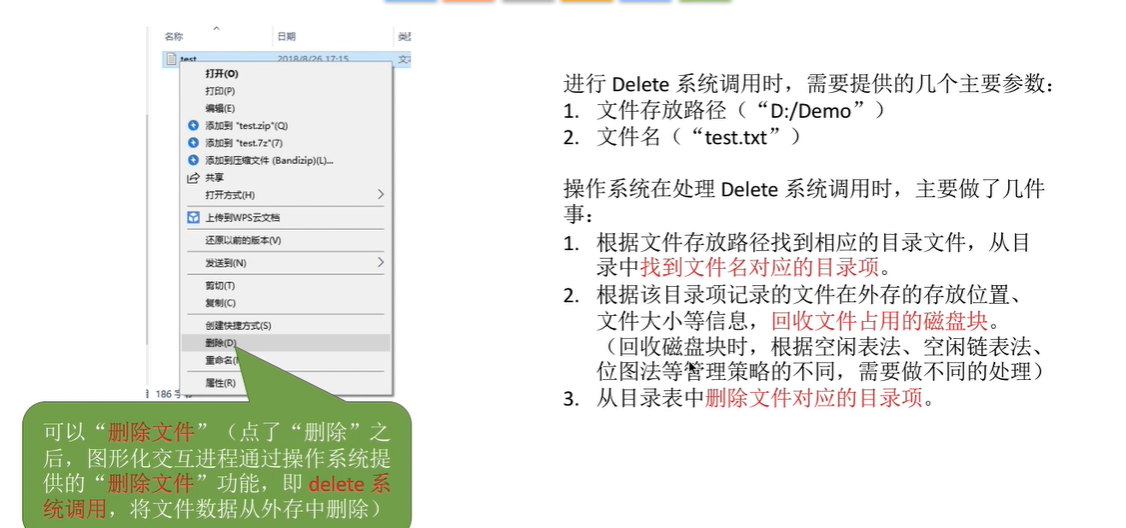 名称 日期 类型
test 2018/8/26 17:15 文
打开(O)
打印(P)
编辑(E)
添加到 "test.zip"(Q)
添加到 "test.7z"(7)
添加到压缩文件 (Bandizip)(L)...
共享
打开方式(H)
上传到WPS云文档
还原以前的版本(V)
发送到(N)
剪切(T)
复制(C)
创建快捷方式(S)
删除(D)
重命名(
属性(R)
186 字
可以“删除文件”（点了“删除”之
后，图形化交互进程通过操作系统提
供的“删除文件”功能，即 delete 系
统调用，将文件数据从外存中删除）
进行 Delete 系统调用时，需要提供的几个主要参数：
1. 文件存放路径（“D:/Demo”）
2. 文件名（“test.txt”）
操作系统在处理 Delete 系统调用时，主要做了几件
事：
1. 根据文件存放路径找到相应的目录文件，从目
录中找到文件名对应的目录项。
2. 根据该目录项记录的文件在外存的存放位置、
文件大小等信息，回收文件占用的磁盘块。
（回收磁盘块时，根据空闲表法、空闲链表法、
位图法等管理策略的不同，需要做不同的处理）
3. 从目录表中删除文件对应的目录项。